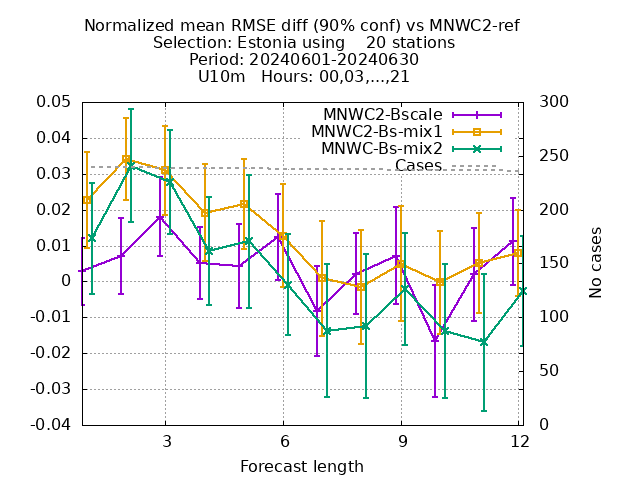 Normalized mean RMSE diff (90% conf) vs MNWC2-ref
Selection: Estonia using 20 stations
Period: 20240601-20240630
U10m Hours: 00,03,...,21
0.05
0.04
0.03
0.02
0.01
0
-0.01
-0.02
-0.03
-0.04
300
250
200
150
100
50
0
MNWC2-Bscale
MNWC2-Bs-mix1
MNWC-Bs-mix2
Cases
No cases
3
6
9
12
Forecast length